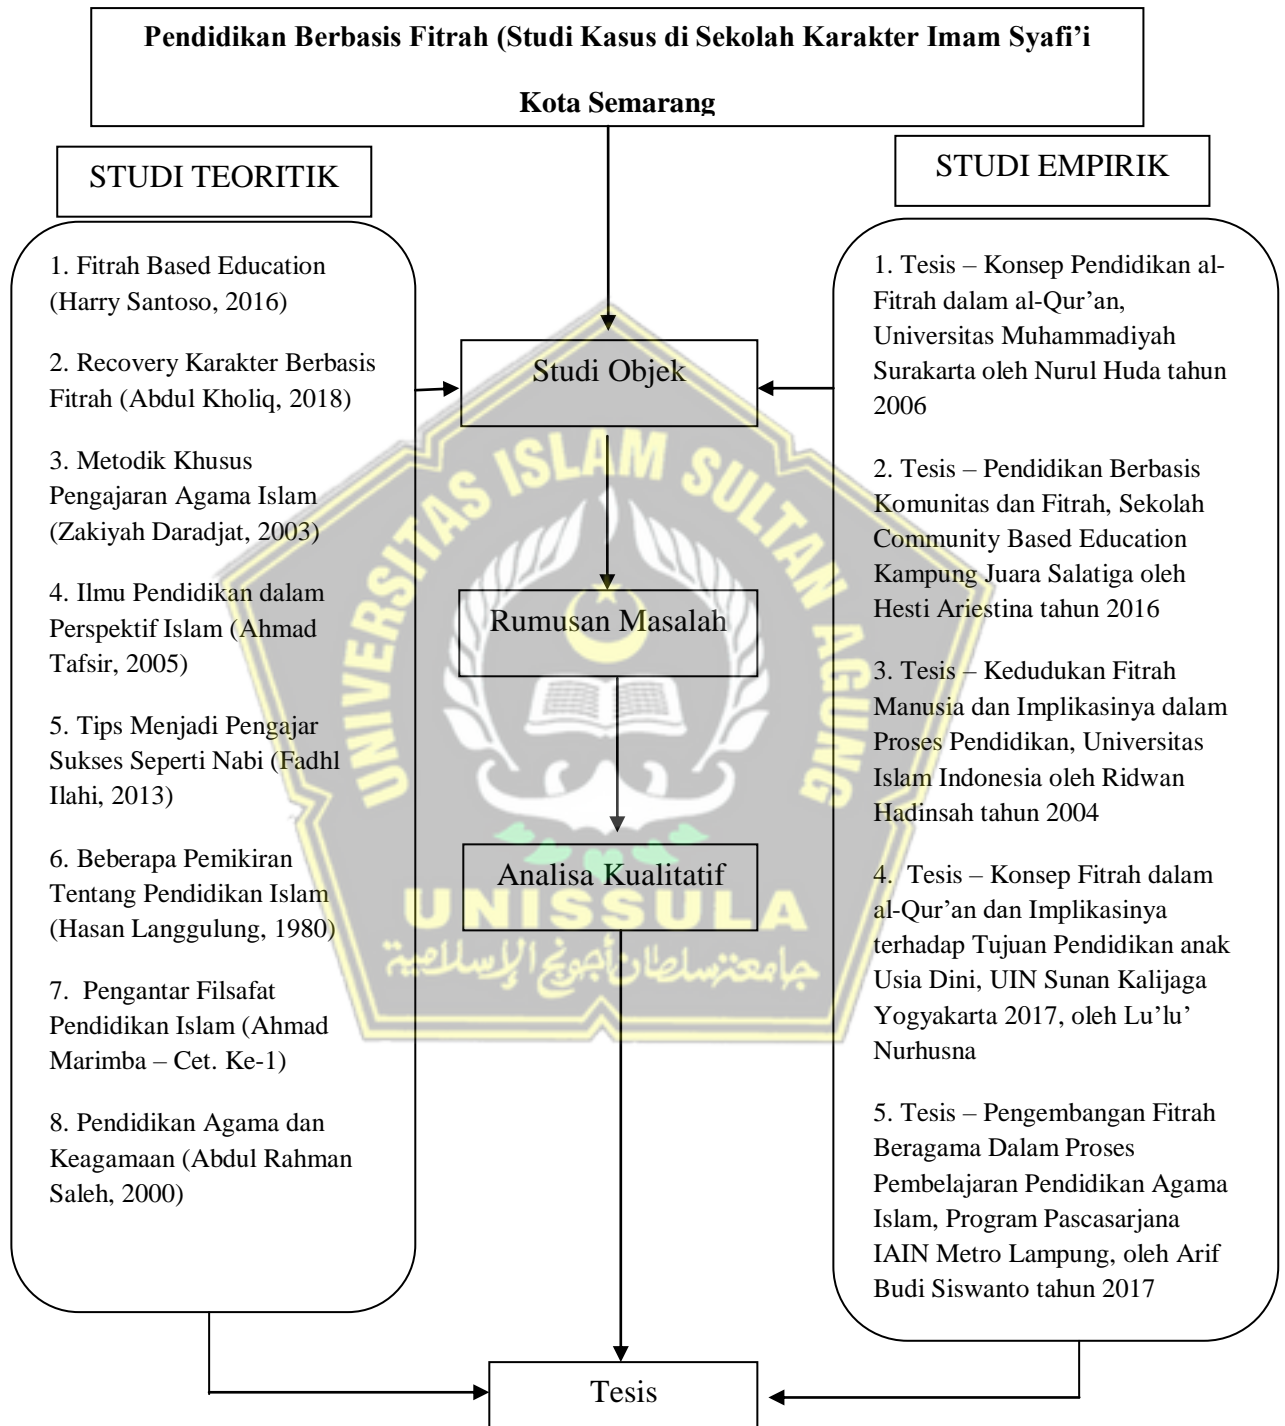 Pendidikan Berbasis Fitrah (Studi Kasus di Sekolah Karakter Imam Syafi’i
Kota Semarang
STUDI TEORITIK
1. Fitrah Based Education
(Harry Santoso, 2016)
2. Recovery Karakter Berbasis
Fitrah (Abdul Kholiq, 2018)
3. Metodik Khusus
Pengajaran Agama Islam
(Zakiyah Daradjat, 2003)
4. Ilmu Pendidikan dalam
Perspektif Islam (Ahmad
Tafsir, 2005)
5. Tips Menjadi Pengajar
Sukses Seperti Nabi (Fadhl
Ilahi, 2013)
6. Beberapa Pemikiran
Tentang Pendidikan Islam
(Hasan Langgulung, 1980)
7. Pengantar Filsafat
Pendidikan Islam (Ahmad
Marimba – Cet. Ke-1)
8. Pendidikan Agama dan
Keagamaan (Abdul Rahman
Saleh, 2000)
STUDI EMPIRIK
1. Tesis – Konsep Pendidikan al-
Fitrah dalam al-Qur’an,
Universitas Muhammadiyah
Surakarta oleh Nurul Huda tahun
2006
2. Tesis – Pendidikan Berbasis
Komunitas dan Fitrah, Sekolah
Community Based Education
Kampung Juara Salatiga oleh
Hesti Ariestina tahun 2016
3. Tesis – Kedudukan Fitrah
Manusia dan Implikasinya dalam
Proses Pendidikan, Universitas
Islam Indonesia oleh Ridwan
Hadinsah tahun 2004
4. Tesis – Konsep Fitrah dalam
al-Qur’an dan Implikasinya
terhadap Tujuan Pendidikan anak
Usia Dini, UIN Sunan Kalijaga
Yogyakarta 2017, oleh Lu’lu’
Nurhusna
5. Tesis – Pengembangan Fitrah
Beragama Dalam Proses
Pembelajaran Pendidikan Agama
Islam, Program Pascasarjana
IAIN Metro Lampung, oleh Arif
Budi Siswanto tahun 2017
Studi Objek
Rumusan Masalah
Analisa Kualitatif
Tesis
UNIVERSITAS ISLAM SULTAN AGUNG
UNISSULA
جامعتسلطان أجونج الإسلامية